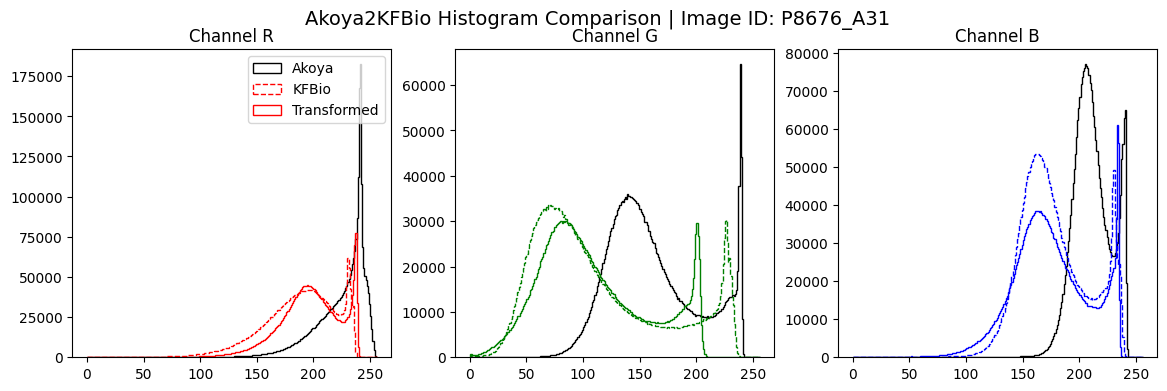 Akoya2KFBio Histogram Comparison | Image ID: P8676_A31
Channel R
Channel G
Channel B
Akoya
KFBio
Transformed
175000
150000
125000
100000
75000
50000
25000
0
0 50 100 150 200 250
60000
50000
40000
30000
20000
10000
0
0 50 100 150 200 250
80000
70000
60000
50000
40000
30000
20000
10000
0
0 50 100 150 200 250